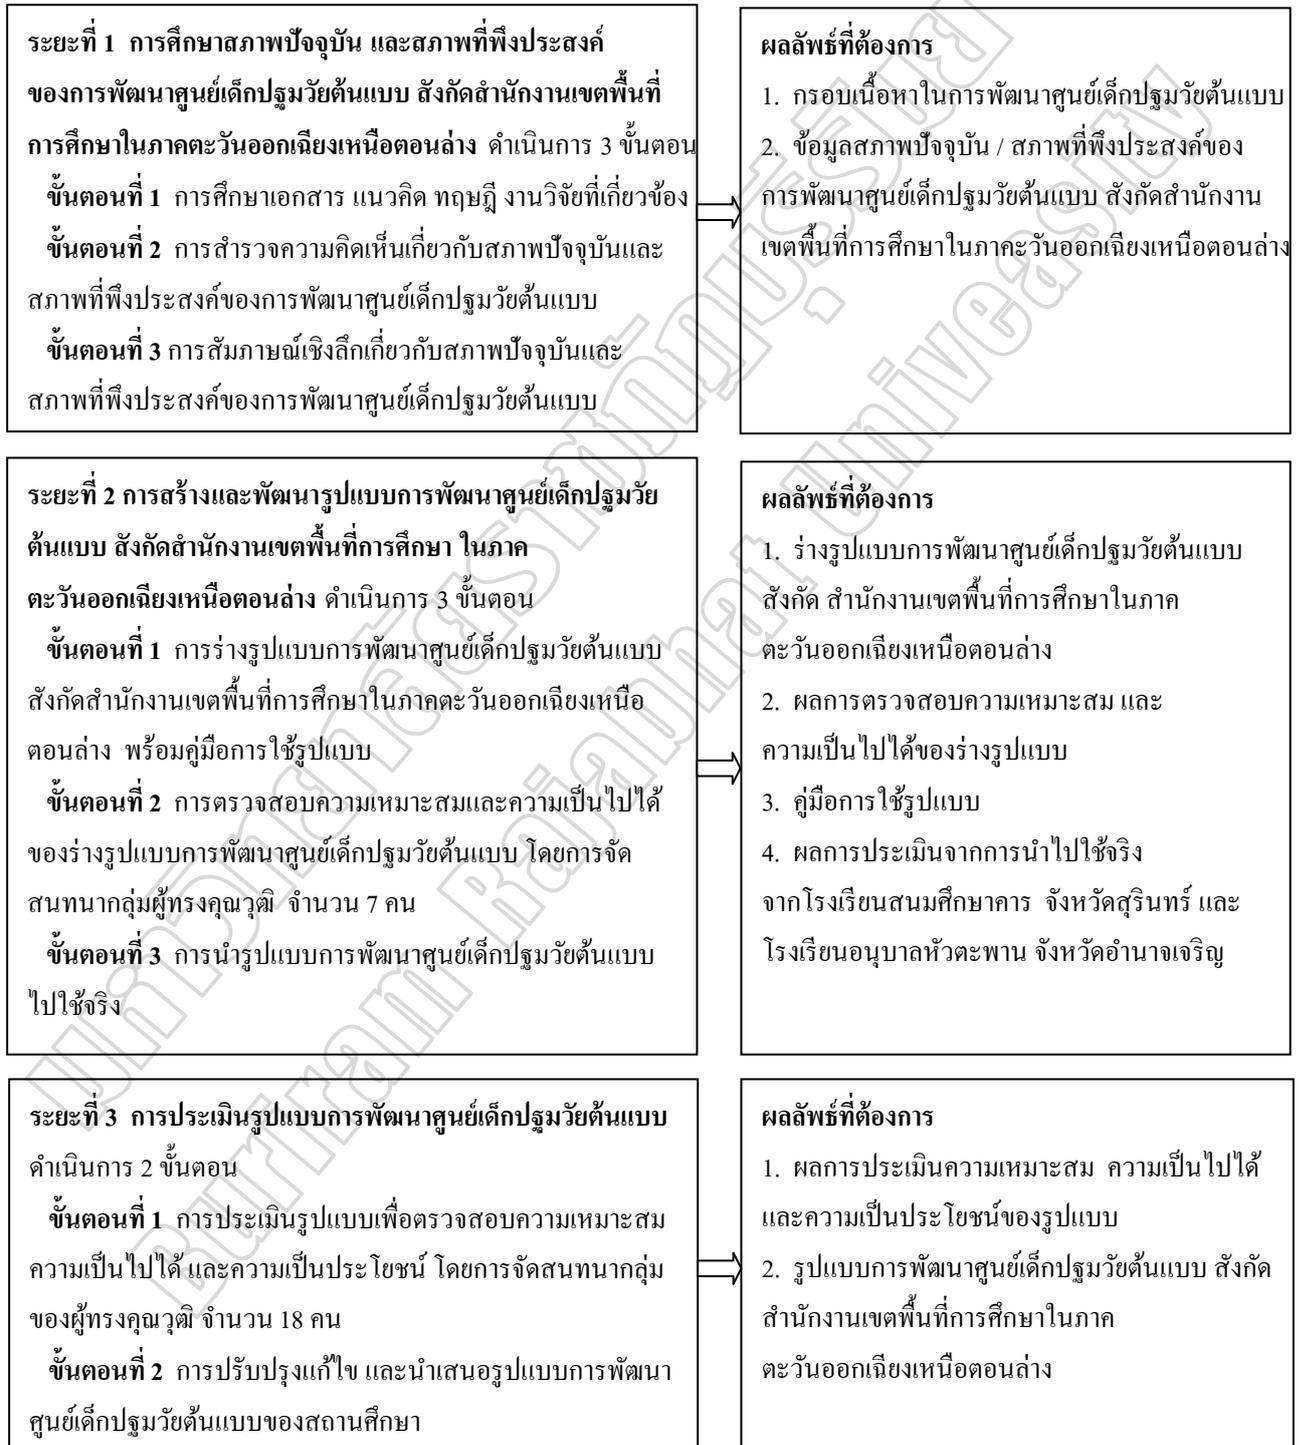 ระยะที่ 1  การศึกษาสภาพปัจจุบัน และสภาพที่พึงประสงค์
ของการพัฒนาศูนย์เด็กปฐมวัยต้นแบบ สังกัดสำนักงานเขตพื้นที่
การศึกษาในภาคตะวันออกเฉียงเหนือตอนล่าง ดำเนินการ 3 ขั้นตอน
ขั้นตอนที่ 1  การศึกษาเอกสาร แนวคิด ทฤษฎี งานวิจัยที่เกี่ยวข้อง
ขั้นตอนที่ 2  การสำรวจความคิดเห็นเกี่ยวกับสภาพปัจจุบันและ
สภาพที่พึงประสงค์ของการพัฒนาศูนย์เด็กปฐมวัยต้นแบบ
ขั้นตอนที่ 3 การสัมภาษณ์เชิงลึกเกี่ยวกับสภาพปัจจุบันและ
สภาพที่พึงประสงค์ของการพัฒนาศูนย์เด็กปฐมวัยต้นแบบ
ผลลัพธ์ที่ต้องการ
1.  กรอบเนื้อหาในการพัฒนาศูนย์เด็กปฐมวัยต้นแบบ
2.  ข้อมูลสภาพปัจจุบัน / สภาพที่พึงประสงค์ของ
การพัฒนาศูนย์เด็กปฐมวัยต้นแบบ สังกัดสำนักงาน
เขตพื้นที่การศึกษาในภาคะวันออกเฉียงเหนือตอนล่าง
ระยะที่ 2 การสร้างและพัฒนารูปแบบการพัฒนาศูนย์เด็กปฐมวัย
ต้นแบบ สังกัดสำนักงานเขตพื้นที่การศึกษา ในภาค
ตะวันออกเฉียงเหนือตอนล่าง ดำเนินการ 3 ขั้นตอน
ขั้นตอนที่ 1  การร่างรูปแบบการพัฒนาศูนย์เด็กปฐมวัยต้นแบบ
สังกัดสำนักงานเขตพื้นที่การศึกษาในภาคตะวันออกเฉียงเหนือ
ตอนล่าง  พร้อมคู่มือการใช้รูปแบบ
ขั้นตอนที่ 2  การตรวจสอบความเหมาะสมและความเป็นไปได้
ของร่างรูปแบบการพัฒนาศูนย์เด็กปฐมวัยต้นแบบ โดยการจัด
สนทนากลุ่มผู้ทรงคุณวุฒิ  จำนวน 7 คน
ขั้นตอนที่ 3  การนำรูปแบบการพัฒนาศูนย์เด็กปฐมวัยต้นแบบ
ไปใช้จริง
ผลลัพธ์ที่ต้องการ
1.  ร่างรูปแบบการพัฒนาศูนย์เด็กปฐมวัยต้นแบบ
สังกัด สำนักงานเขตพื้นที่การศึกษาในภาค
ตะวันออกเฉียงเหนือตอนล่าง
2.  ผลการตรวจสอบความเหมาะสม และ
ความเป็นไปได้ของร่างรูปแบบ
3.  คู่มือการใช้รูปแบบ
4.  ผลการประเมินจากการนำไปใช้จริง
จากโรงเรียนสนมศึกษาคาร  จังหวัดสุรินทร์ และ
โรงเรียนอนุบาลหัวตะพาน จังหวัดอำนาจเจริญ
ระยะที่ 3  การประเมินรูปแบบการพัฒนาศูนย์เด็กปฐมวัยต้นแบบ
ดำเนินการ 2 ขั้นตอน
ขั้นตอนที่ 1  การประเมินรูปแบบเพื่อตรวจสอบความเหมาะสม
ความเป็นไปได้ และความเป็นประโยชน์ โดยการจัดสนทนากลุ่ม
ของผู้ทรงคุณวุฒิ จำนวน 18 คน
ขั้นตอนที่ 2  การปรับปรุงแก้ไข และนำเสนอรูปแบบการพัฒนา
ศูนย์เด็กปฐมวัยต้นแบบของสถานศึกษา
ผลลัพธ์ที่ต้องการ
1.  ผลการประเมินความเหมาะสม  ความเป็นไปได้
และความเป็นประโยชน์ของรูปแบบ
2.  รูปแบบการพัฒนาศูนย์เด็กปฐมวัยต้นแบบ สังกัด
สำนักงานเขตพื้นที่การศึกษาในภาค
ตะวันออกเฉียงเหนือตอนล่าง
มหาวิทยาลัยราชภัฏบุรีรัมย์
Buriram Rajabhat Univeasity